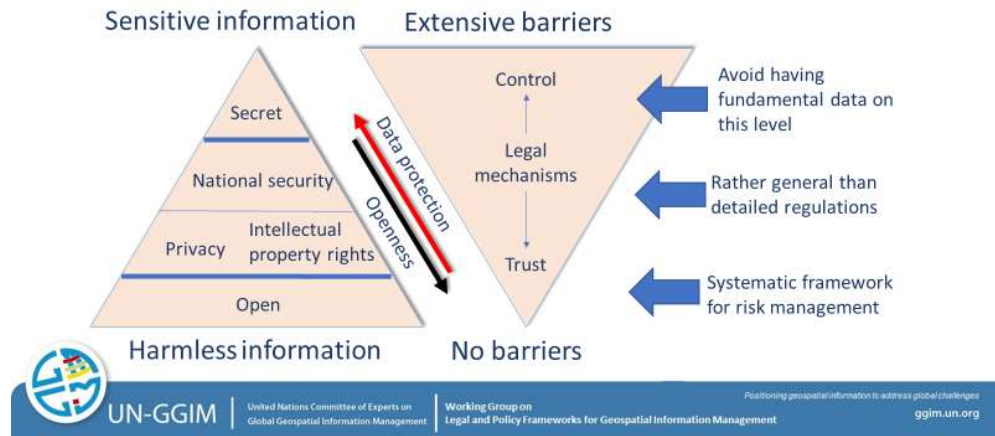 Sensitive information
Extensive barriers
Secret
National security
Privacy
Intellectual
property rights
Open
Harmless information
Data protection
Openness
Control
Legal
mechanisms
Trust
No barriers
Avoid having
fundamental data on
this level
Rather general than
detailed regulations
Systematic framework
for risk management
UN-GGIM
United Nations Committee of Experts on
Global Geospatial Information Management
Working Group on
Legal and Policy Frameworks for Geospatial Information Management
Positioning geospatial information to address global challenges
ggim.un.org